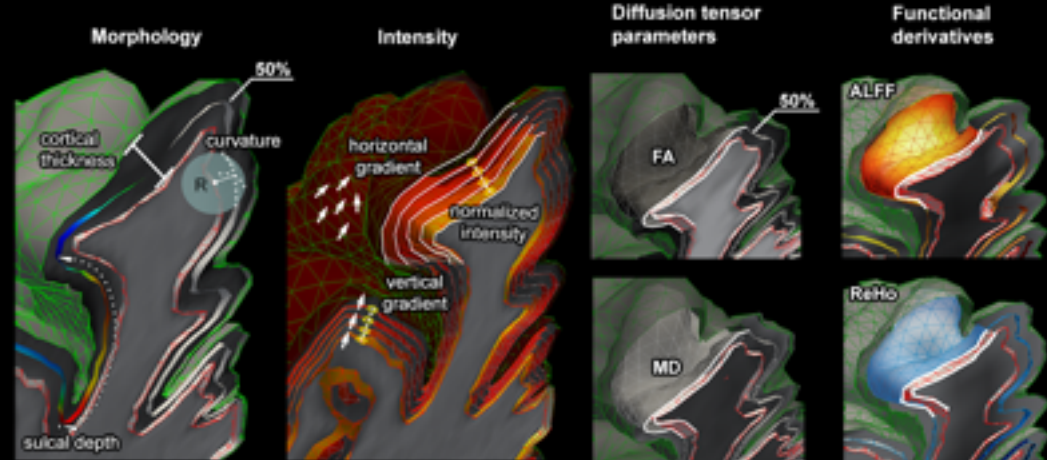 Morphology
50%
cortical
thickness
curvature
R
sulcal depth
Intensity
horizontal
gradient
normalized
intensity
vertical
gradient
Diffusion tensor
parameters
50%
FA
MD
Functional
derivatives
ALFF
ReHo